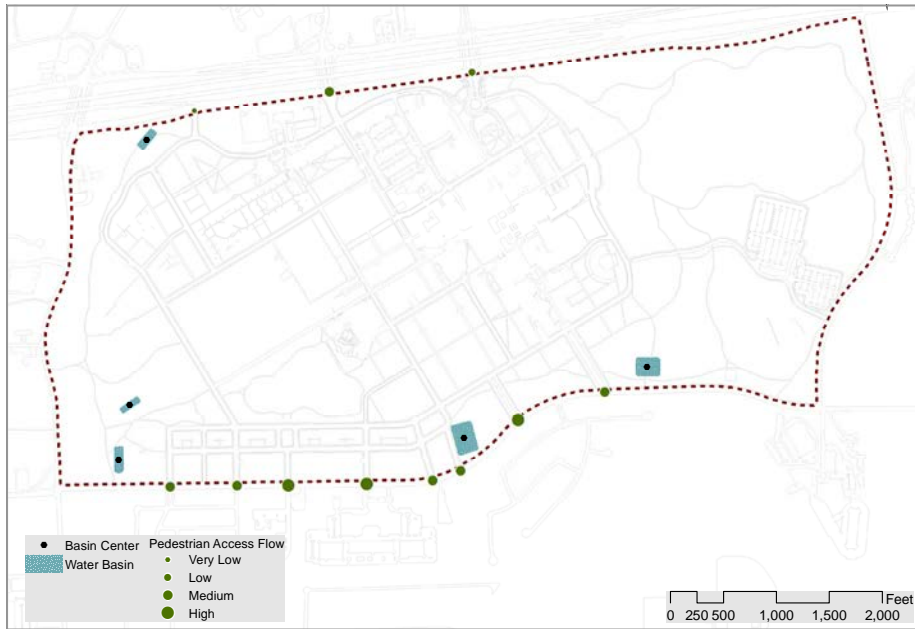 Basin Center
Water Basin
Pedestrian Access Flow
Very Low
Low
Medium
High
Feet
0 250 500 1,000 1,500 2,000